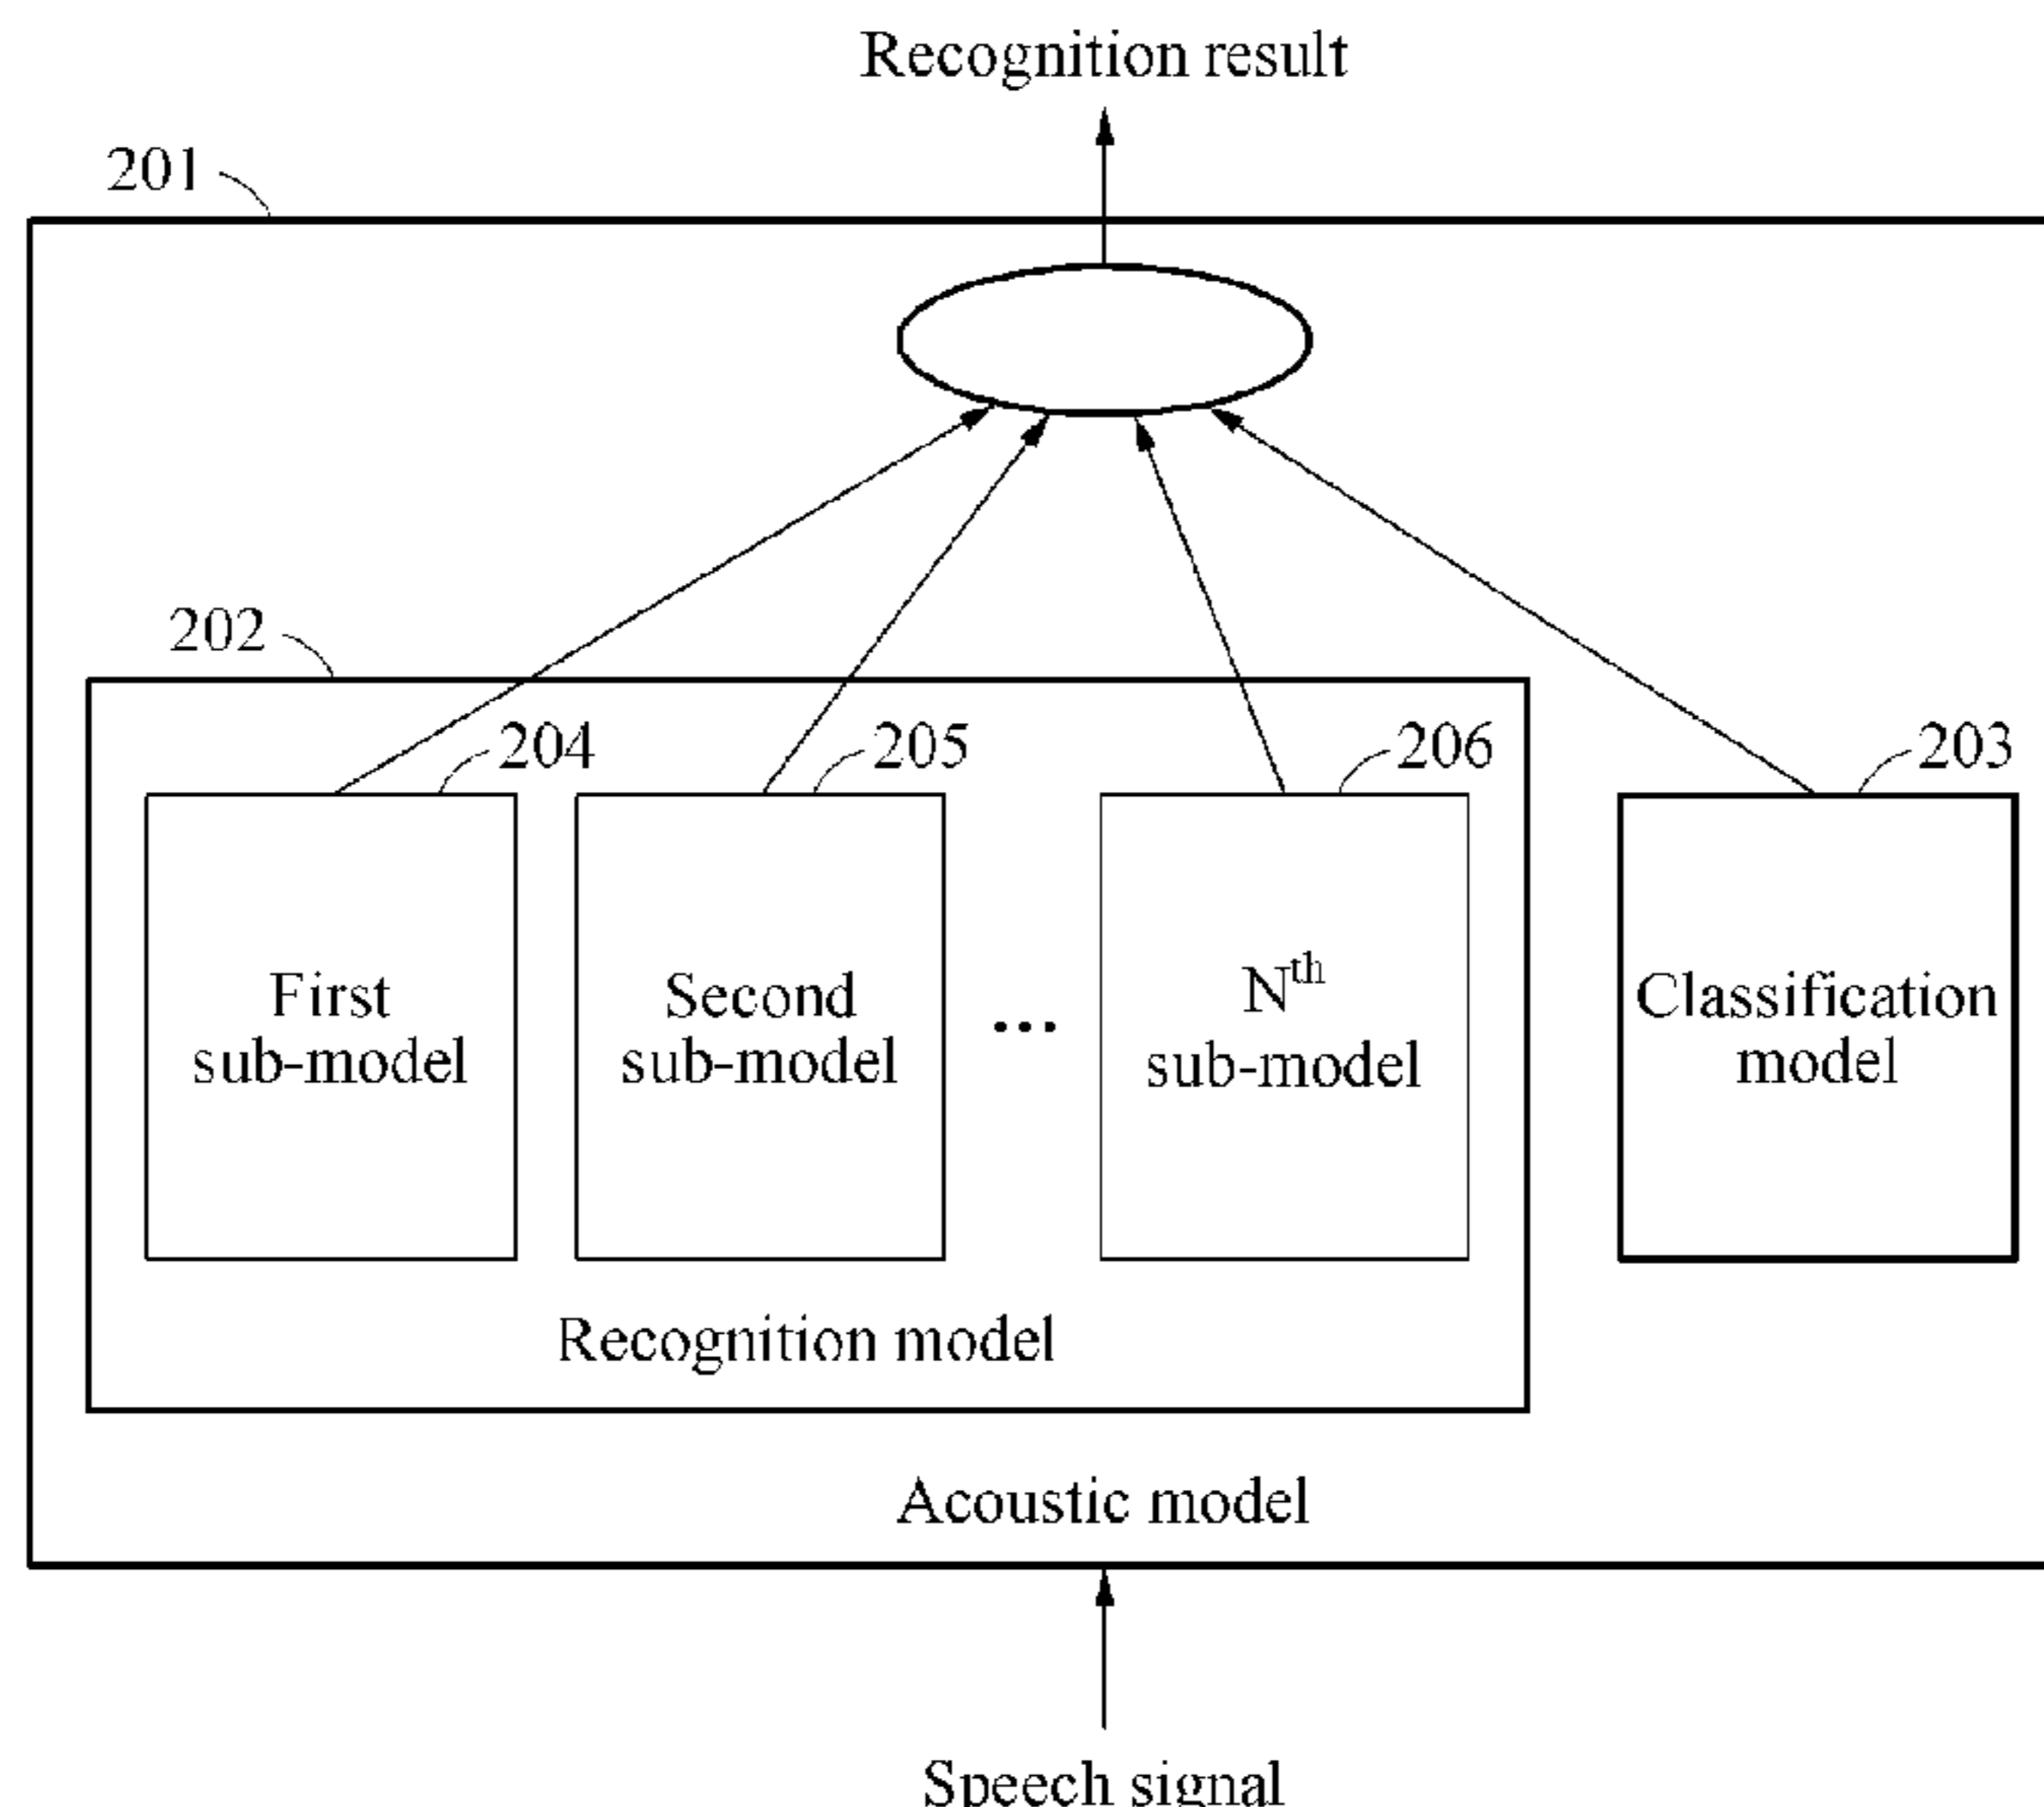 Recognition result
201
202
204
205
206
203
First
sub-model
Second
sub-model
...
Nth
sub-model
Classification
model
Recognition model
Acoustic model
Speech signal